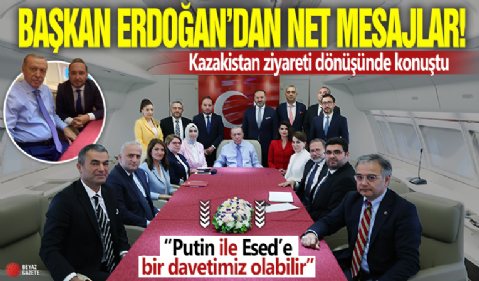 BAŞKAN ERDOĞAN'DAN NET MESAJLAR!
Kazakistan ziyareti dönüşünde konuştu
"Putin ile Esed'e
bir davetimiz olabilir"
BEYAZ
GAZETE